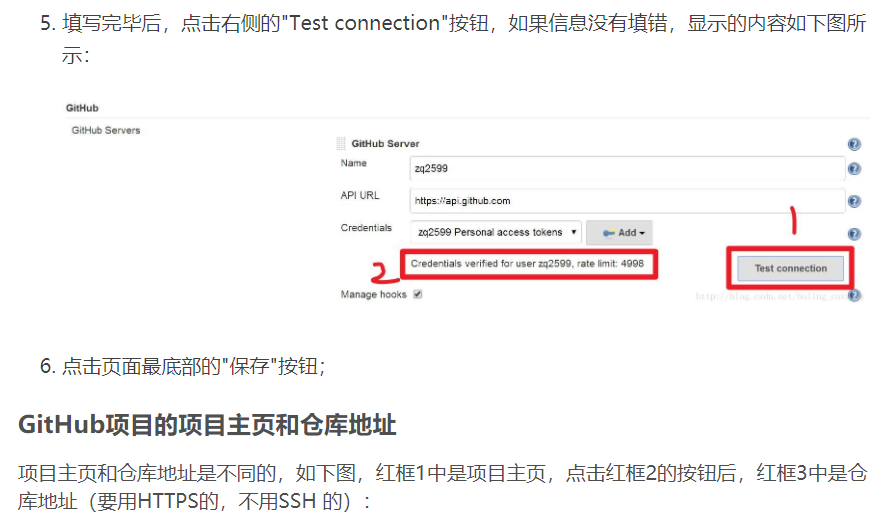 5. 填写完毕后，点击右侧的"Test connection"按钮，如果信息没有填错，显示的内容如下图所
示：
GitHub
GitHub Servers
GitHub Server
Name
zq2599
API URL
https://api.github.com
Credentials
zq2599 Personal access tokens
Add
1
2
Credentials verified for user zq2599, rate limit: 4998
Test connection
Manage hooks
6. 点击页面最底部的"保存"按钮；
GitHub项目的项目主页和仓库地址
项目主页和仓库地址是不同的，如下图，红框1中是项目主页，点击红框2的按钮后，红框3中是仓
库地址（要用HTTPS的，不用SSH 的）：